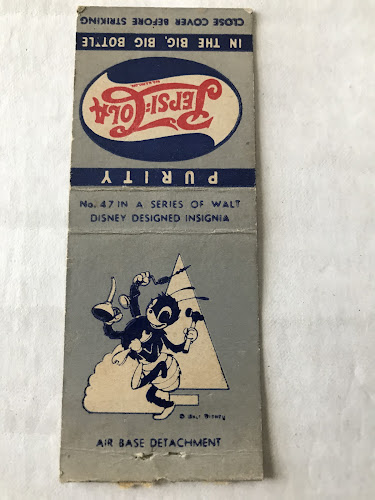 CLOSE COVER BEFORE STRIKING
IN THE BIG, BIG BOTTLE
PEPSI:COLA
PURITY
No. 47 IN A SERIES OF WALT
DISNEY DESIGNED INSIGNIA
© WALT DISNEY
AIR BASE DETACHMENT